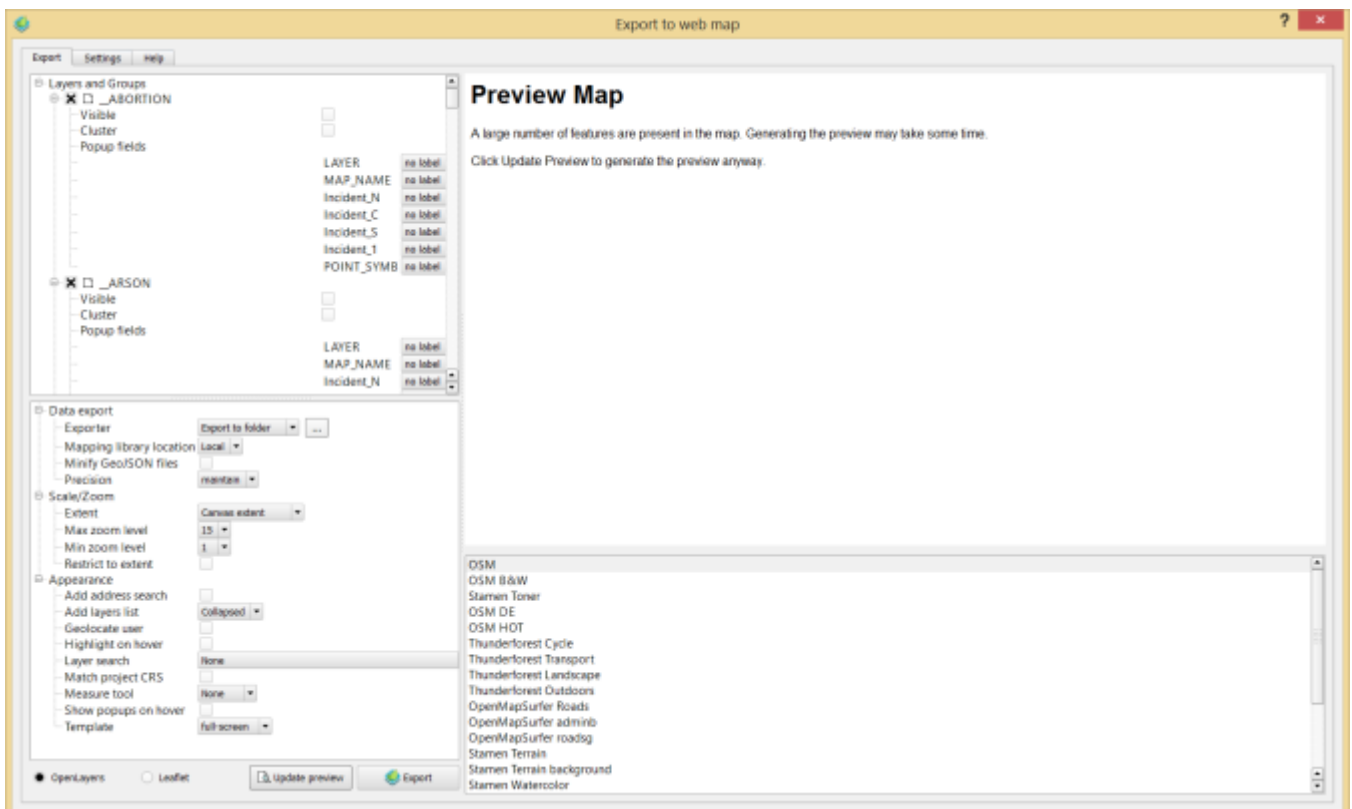 Export to web map
?
Export Settings Help
Layers and Groups
__ABORTION
Visible
Cluster
Popup fields
LAYER no label
MAP_NAME no label
Incident_N no label
Incident_C no label
Incident_S no label
Incident_1 no label
POINT_SYMB no label
__ARSON
Visible
Cluster
Popup fields
LAYER no label
MAP_NAME no label
Incident_N no label
Data export
Exporter Export to folder ...
Mapping library location Local
Minify GeoJSON files
Precision maintain
Scale/Zoom
Extent Canvas extent
Max zoom level 15
Min zoom level 1
Restrict to extent
Appearance
Add address search
Add layers list Collapsed
Geolocate user
Highlight on hover
Layer search None
Match project CRS
Measure tool None
Show popups on hover
Template full-screen
OpenLayers Leaflet Update preview Export
Preview Map
A large number of features are present in the map. Generating the preview may take some time.
Click Update Preview to generate the preview anyway.
OSM
OSM B&W
Stamen Toner
OSM DE
OSM HOT
Thunderforest Cycle
Thunderforest Transport
Thunderforest Landscape
Thunderforest Outdoors
OpenMapSurfer Roads
OpenMapSurfer adminb
OpenMapSurfer roadsg
Stamen Terrain
Stamen Terrain background
Stamen Watercolor